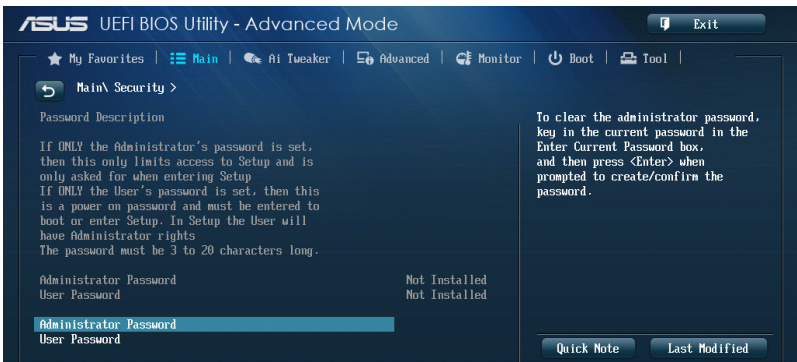 ASUS UEFI BIOS Utility - Advanced Mode
Exit
My Favorites | Main | Ai Tweaker | Advanced | Monitor | Boot | Tool |
Main\ Security >
Password Description
If ONLY the Administrator's password is set,
then this only limits access to Setup and is
only asked for when entering Setup
If ONLY the User's password is set, then this
is a power on password and must be entered to
boot or enter Setup. In Setup the User will
have Administrator rights
The password must be 3 to 20 characters long.
Administrator Password Not Installed
User Password Not Installed
Administrator Password
User Password
To clear the administrator password,
key in the current password in the
Enter Current Password box,
and then press <Enter> when
prompted to create/confirm the
password.
Quick Note
Last Modified